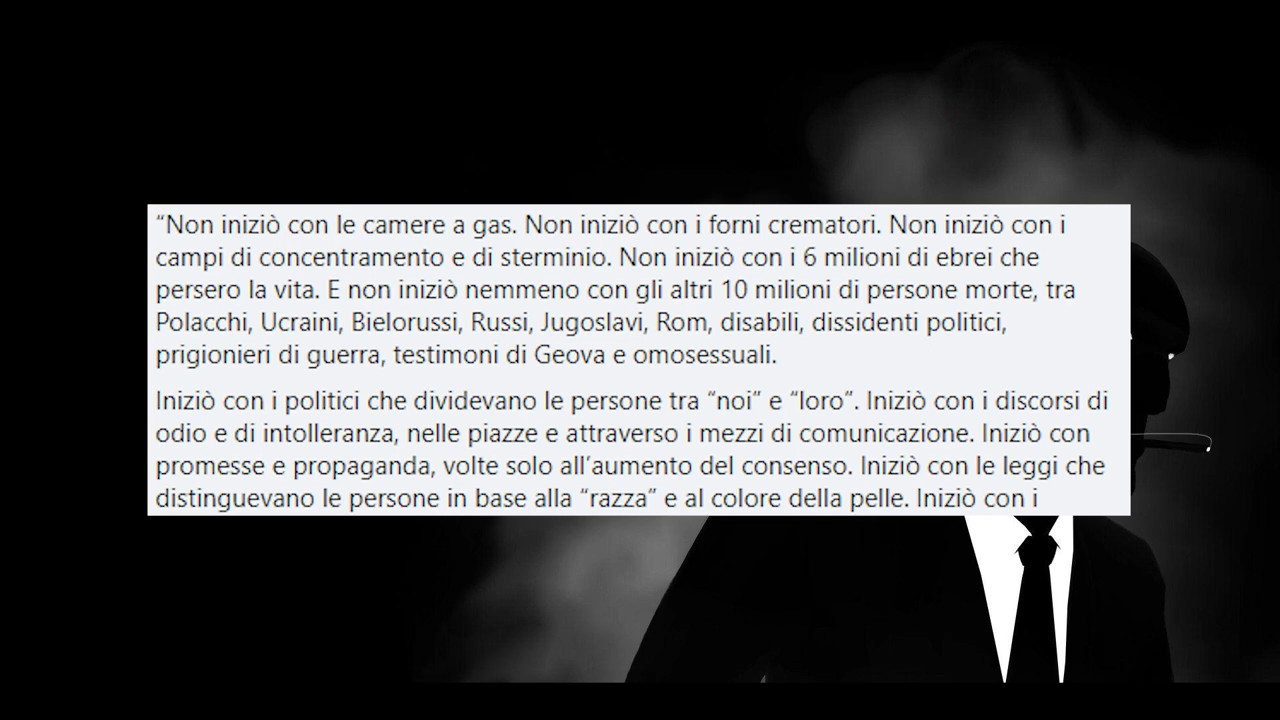 “Non iniziò con le camere a gas. Non iniziò con i forni crematori. Non iniziò con i
campi di concentramento e di sterminio. Non iniziò con i 6 milioni di ebrei che
persero la vita. E non iniziò nemmeno con gli altri 10 milioni di persone morte, tra
Polacchi, Ucraini, Bielorussi, Russi, Jugoslavi, Rom, disabili, dissidenti politici,
prigionieri di guerra, testimoni di Geova e omosessuali.
Iniziò con i politici che dividevano le persone tra “noi” e “loro”. Iniziò con i discorsi di
odio e di intolleranza, nelle piazze e attraverso i mezzi di comunicazione. Iniziò con
promesse e propaganda, volte solo all’aumento del consenso. Iniziò con le leggi che
distinguevano le persone in base alla “razza” e al colore della pelle. Iniziò con i